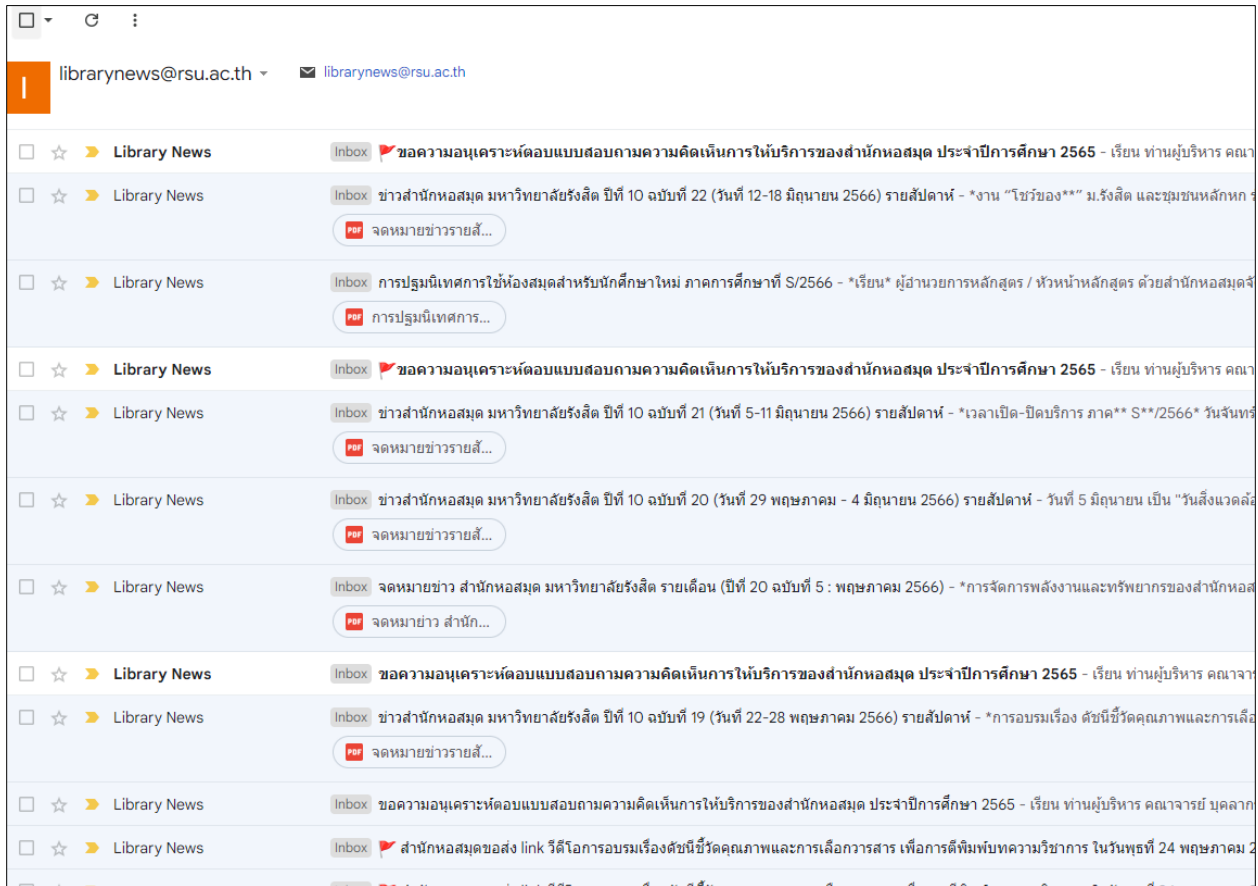 librarynews@rsu.ac.th librarynews@rsu.ac.th
I
Library News Inbox 🚩ขอความอนุเคราะห์ตอบแบบสอบถามความคิดเห็นการให้บริการของสำนักหอสมุด ประจำปีการศึกษา 2565 - เรียน ท่านผู้บริหาร คณา
Library News Inbox ข่าวสำนักหอสมุด มหาวิทยาลัยรังสิต ปีที่ 10 ฉบับที่ 22 (วันที่ 12-18 มิถุนายน 2566) รายสัปดาห์ - *งาน “โชว์ของ**” ม.รังสิต และชุมชนหลักหก
PDF จดหมายข่าวรายสั...
Library News Inbox การปฐมนิเทศการใช้ห้องสมุดสำหรับนักศึกษาใหม่ ภาคการศึกษาที่ S/2566 - *เรียน* ผู้อำนวยการหลักสูตร / หัวหน้าหลักสูตร ด้วยสำนักหอสมุดจั
PDF การปฐมนิเทศการ...
Library News Inbox 🚩ขอความอนุเคราะห์ตอบแบบสอบถามความคิดเห็นการให้บริการของสำนักหอสมุด ประจำปีการศึกษา 2565 - เรียน ท่านผู้บริหาร คณา
Library News Inbox ข่าวสำนักหอสมุด มหาวิทยาลัยรังสิต ปีที่ 10 ฉบับที่ 21 (วันที่ 5-11 มิถุนายน 2566) รายสัปดาห์ - *เวลาเปิด-ปิดบริการ ภาค** S**/2566* วันจันทร์
PDF จดหมายข่าวรายสั...
Library News Inbox ข่าวสำนักหอสมุด มหาวิทยาลัยรังสิต ปีที่ 10 ฉบับที่ 20 (วันที่ 29 พฤษภาคม - 4 มิถุนายน 2566) รายสัปดาห์ - วันที่ 5 มิถุนายน เป็น "วันสิ่งแวดล้อ
PDF จดหมายข่าวรายสั...
Library News Inbox จดหมายข่าว สำนักหอสมุด มหาวิทยาลัยรังสิต รายเดือน (ปีที่ 20 ฉบับที่ 5 : พฤษภาคม 2566) - *การจัดการพลังงานและทรัพยากรของสำนักหอส
PDF จดหมาย่าว สำนัก...
Library News Inbox ขอความอนุเคราะห์ตอบแบบสอบถามความคิดเห็นการให้บริการของสำนักหอสมุด ประจำปีการศึกษา 2565 - เรียน ท่านผู้บริหาร คณาจาร
Library News Inbox ข่าวสำนักหอสมุด มหาวิทยาลัยรังสิต ปีที่ 10 ฉบับที่ 19 (วันที่ 22-28 พฤษภาคม 2566) รายสัปดาห์ - *การอบรมเรื่อง ดัชนีชี้วัดคุณภาพและการเลือ
PDF จดหมายข่าวรายสั...
Library News Inbox ขอความอนุเคราะห์ตอบแบบสอบถามความคิดเห็นการให้บริการของสำนักหอสมุด ประจำปีการศึกษา 2565 - เรียน ท่านผู้บริหาร คณาจารย์ บุคลาก
Library News Inbox 🚩 สำนักหอสมุดขอส่ง link วีดีโอการอบรมเรื่องดัชนีชี้วัดคุณภาพและการเลือกวารสาร เพื่อการตีพิมพ์บทความวิชาการ ในวันพุธที่ 24 พฤษภาคม 2